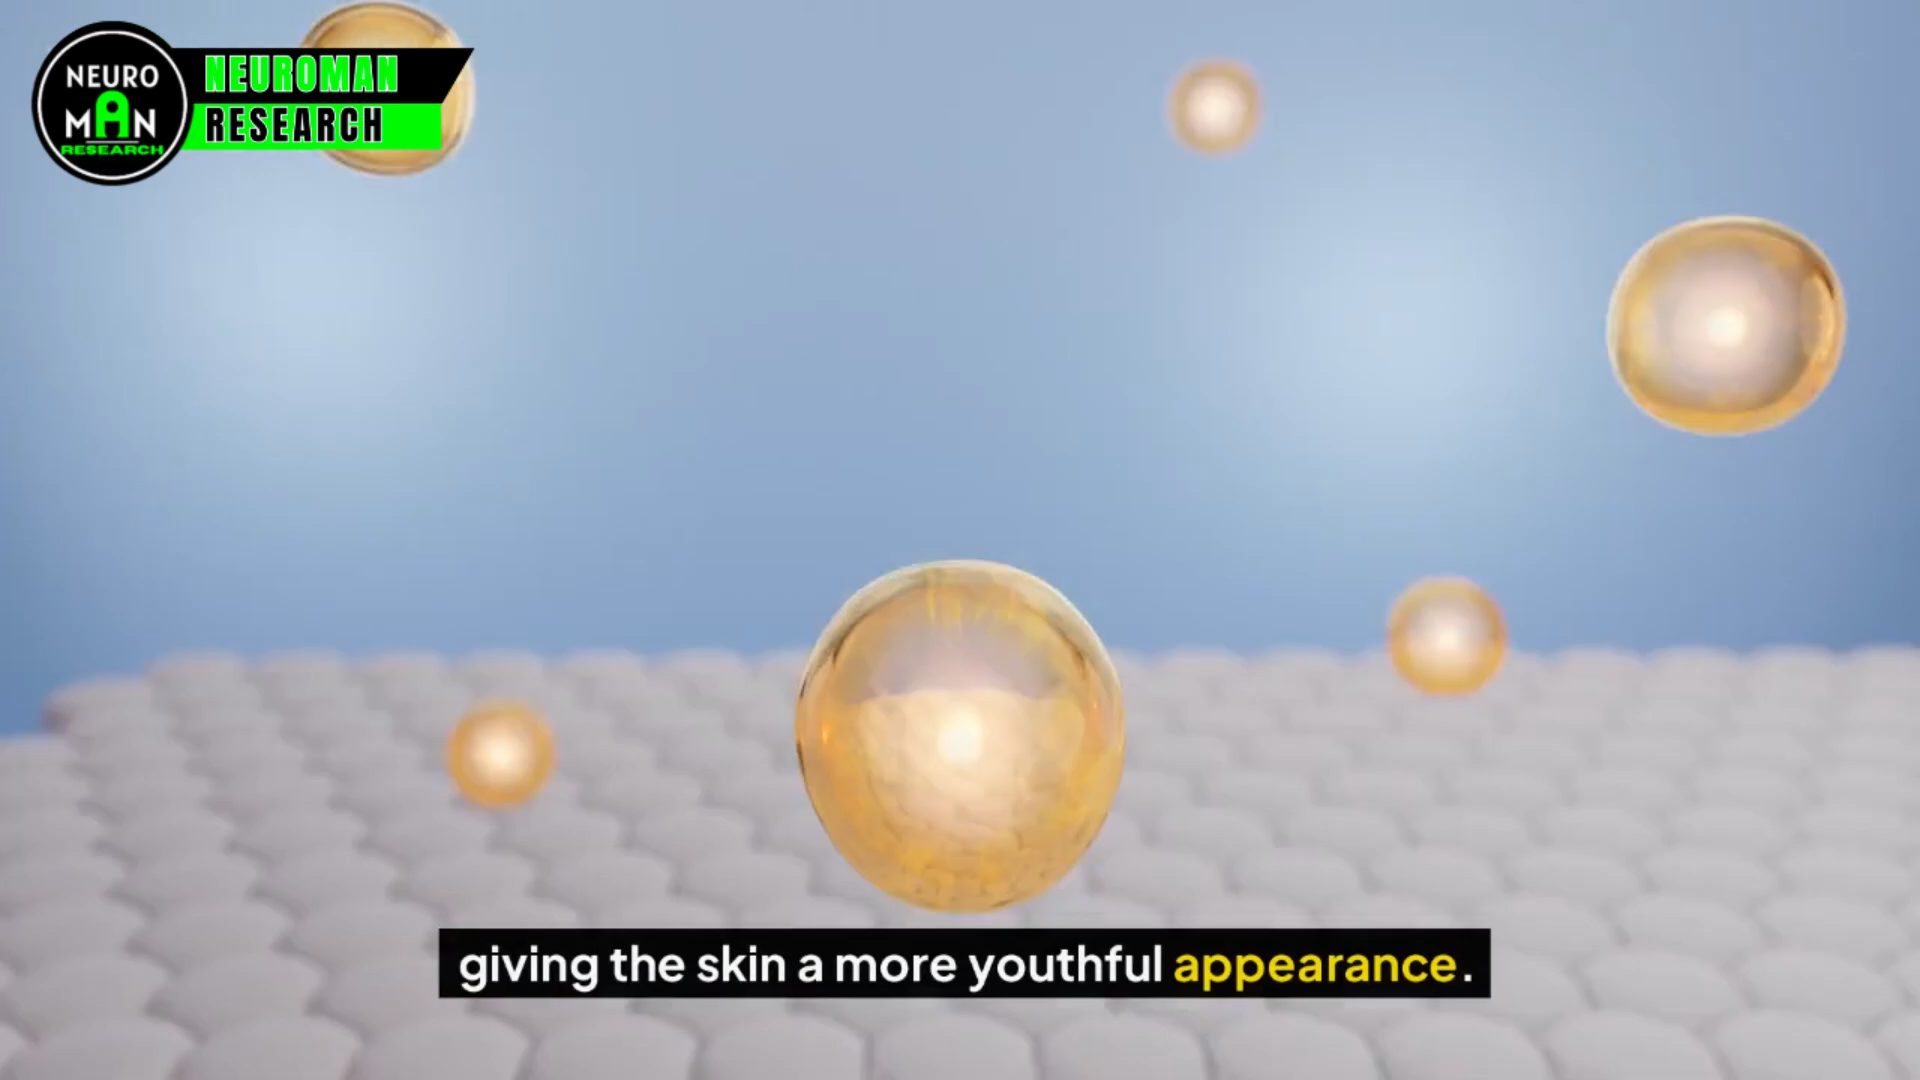 NEURO
MAN
RESEARCH
NEUROMAN
RESEARCH
giving the skin a more youthful appearance.